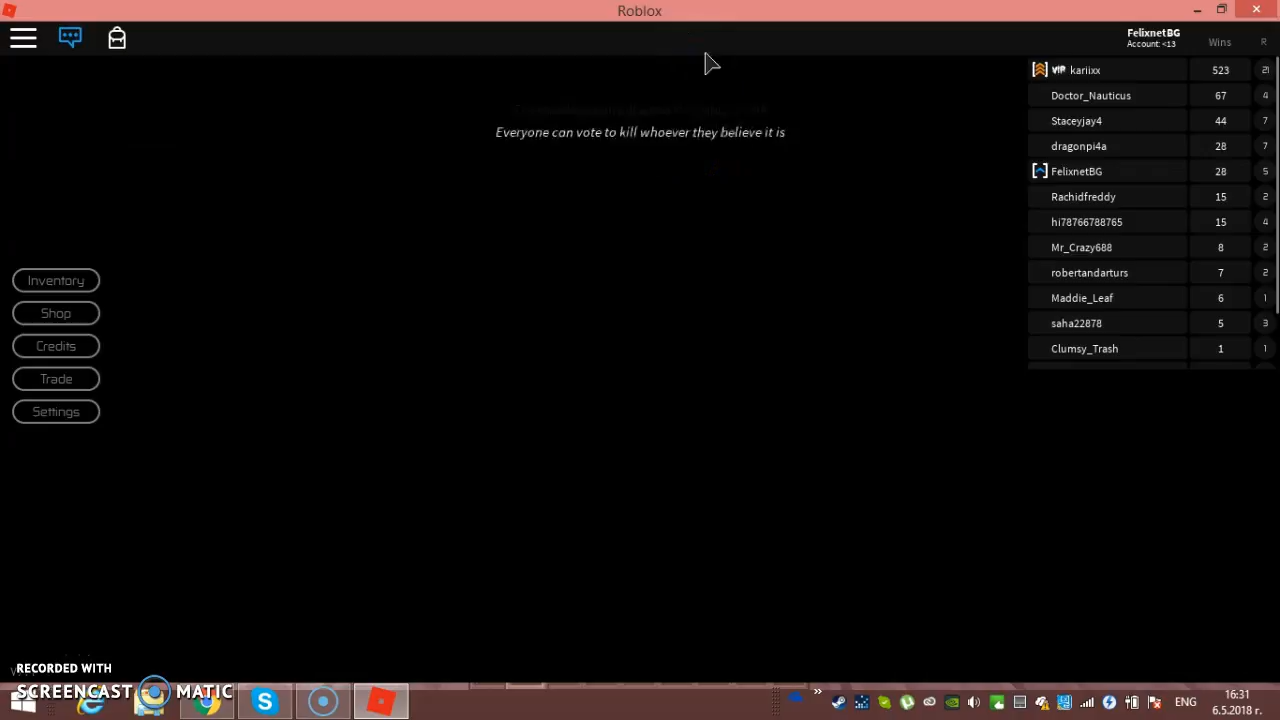 Roblox
FelixnetBG
Account: <13
Wins
R
VIP kariixx 523 21
Doctor_Nauticus 67 4
Staceyjay4 44 7
dragonpi4a 28 7
FelixnetBG 28 5
Rachidfreddy 15 2
hi78766788765 15 4
Mr_Crazy688 8 2
robertandarturs 7 2
Maddie_Leaf 6 1
saha22878 5 3
Clumsy_Trash 1 1
Everyone can vote to kill whoever they believe it is
Inventory
Shop
Credits
Trade
Settings
RECORDED WITH
SCREENCAST MATIC
ЕНГ
16:31
6.5.2018 г.